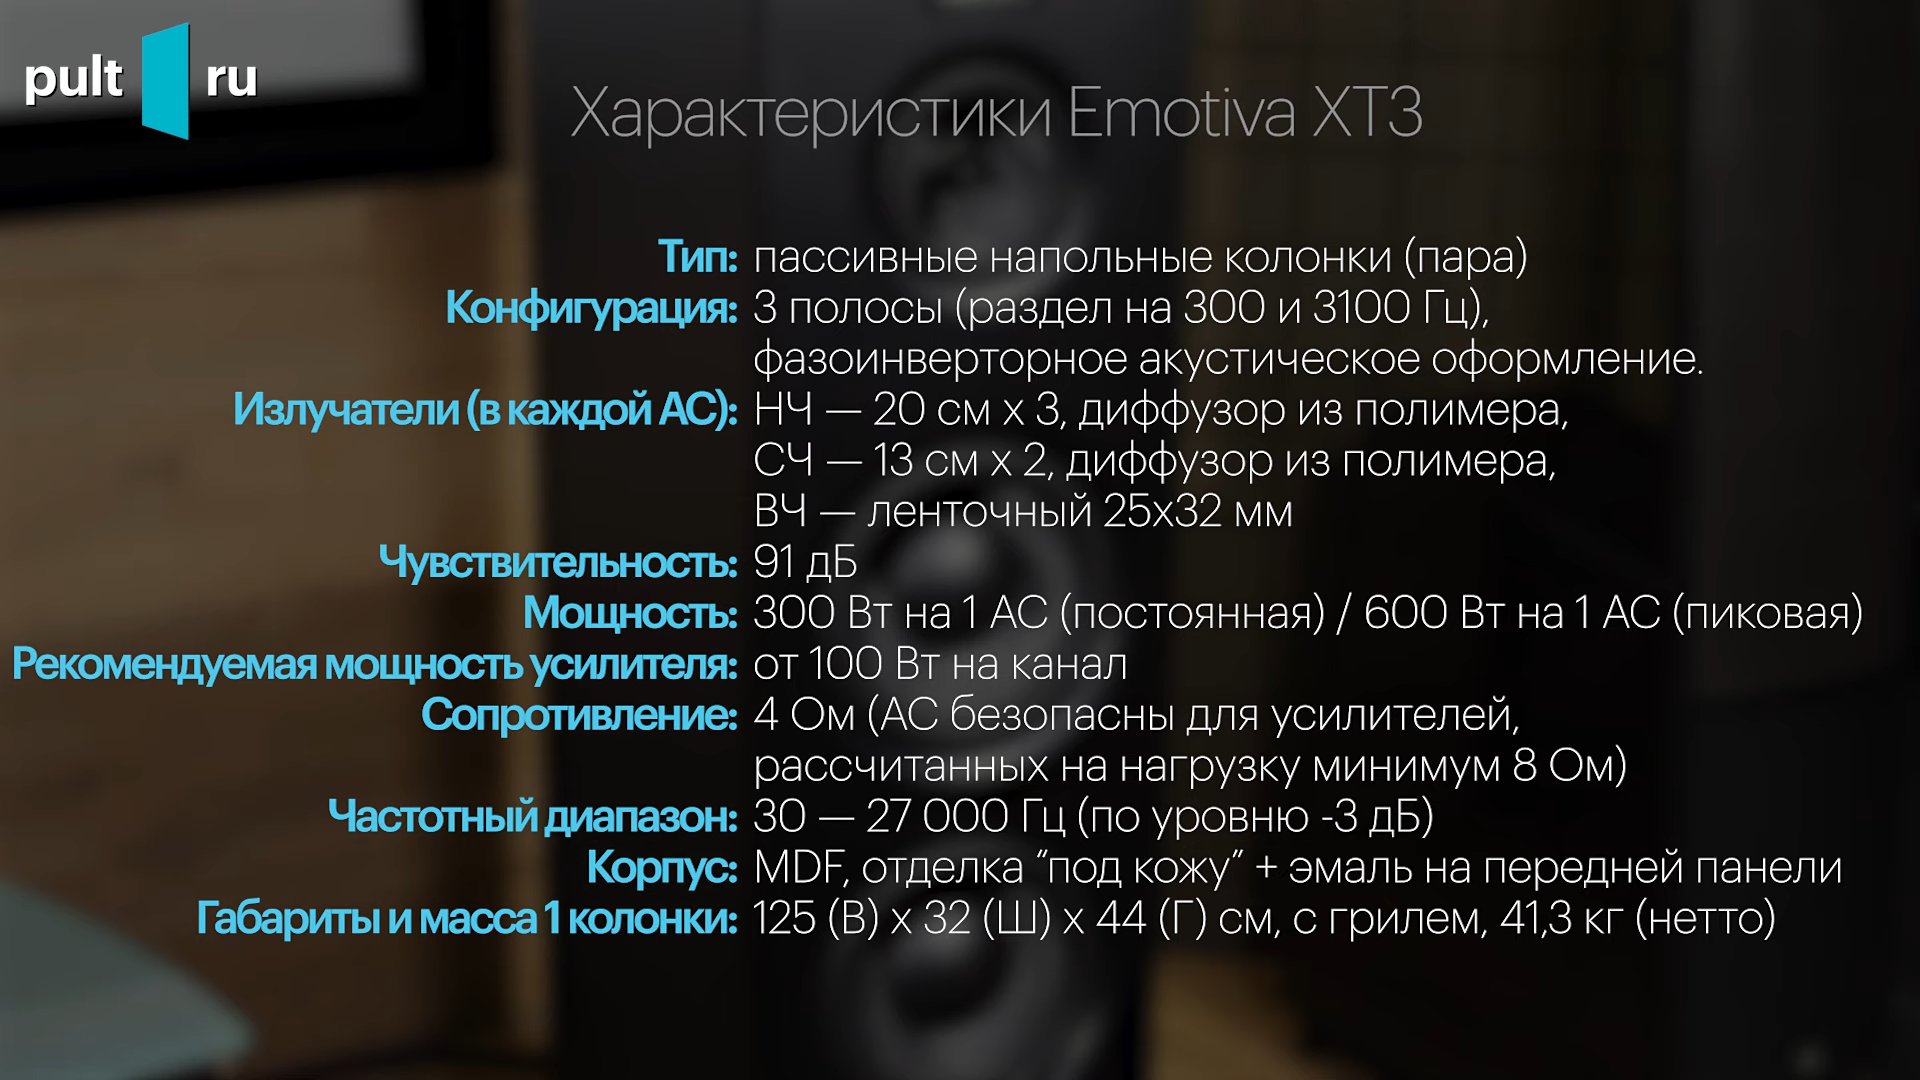 pult ru
Характеристики Emotiva XT3
Тип: пассивные напольные колонки (пара)
Конфигурация: 3 полосы (раздел на 300 и 3100 Гц),
фазоинверторное акустическое оформление.
Излучатели (в каждой АС): НЧ — 20 см x 3, диффузор из полимера,
СЧ — 13 см x 2, диффузор из полимера,
ВЧ — ленточный 25x32 мм
Чувствительность: 91 дБ
Мощность: 300 Вт на 1 АС (постоянная) / 600 Вт на 1 АС (пиковая)
Рекомендуемая мощность усилителя: от 100 Вт на канал
Сопротивление: 4 Ом (АС безопасны для усилителей,
рассчитанных на нагрузку минимум 8 Ом)
Частотный диапазон: 30 — 27 000 Гц (по уровню -3 дБ)
Корпус: MDF, отделка “под кожу” + эмаль на передней панели
Габариты и масса 1 колонки: 125 (В) x 32 (Ш) x 44 (Г) см, с грилем, 41,3 кг (нетто)